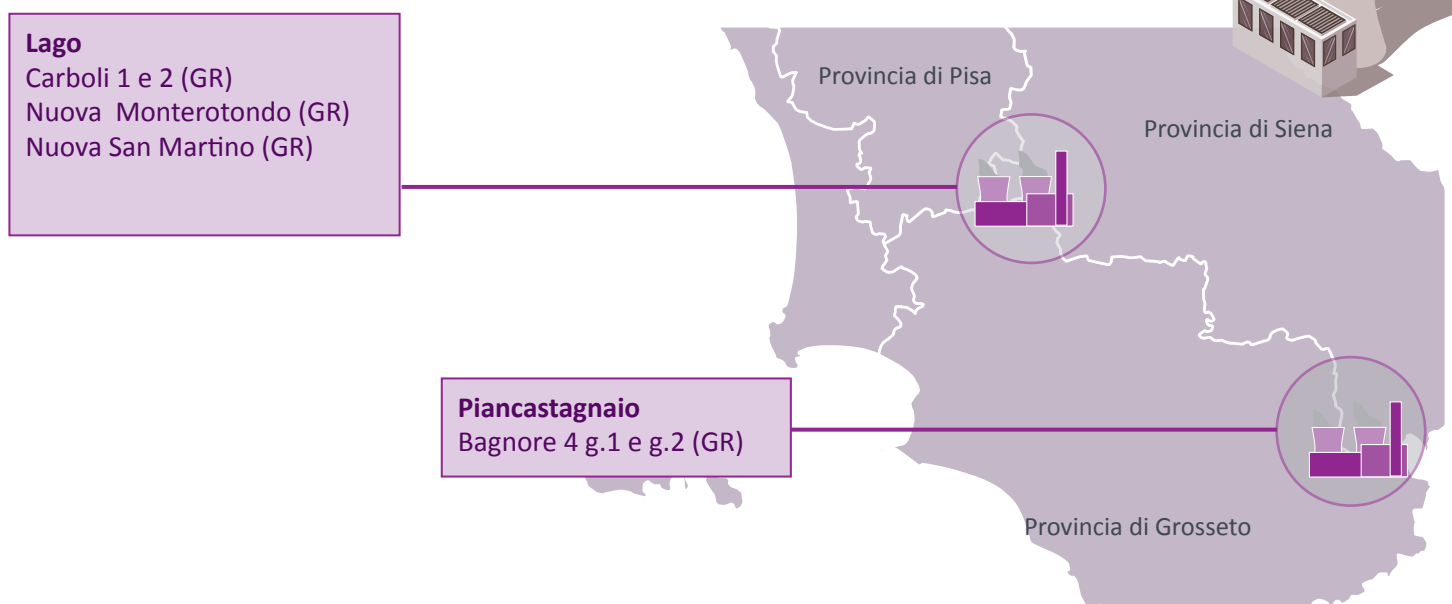 Lago
Carboli 1 e 2 (GR)
Nuova Monterotondo (GR)
Nuova San Martino (GR)
Provincia di Pisa
Provincia di Siena
Piancastagnaio
Bagnore 4 g.1 e g.2 (GR)
Provincia di Grosseto